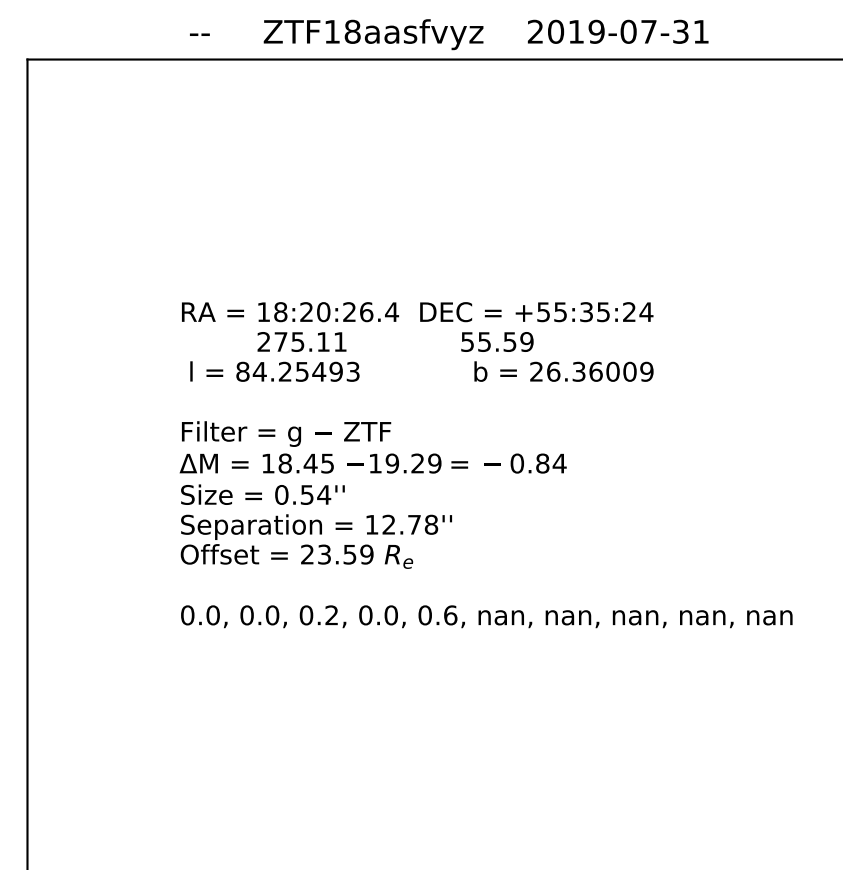 -- ZTF18aasfvyz 2019-07-31
RA = 18:20:26.4 DEC = +55:35:24
275.11 55.59
l = 84.25493 b = 26.36009
Filter = g − ZTF
ΔM = 18.45 −19.29 = − 0.84
Size = 0.54''
Separation = 12.78''
Offset = 23.59 Re
0.0, 0.0, 0.2, 0.0, 0.6, nan, nan, nan, nan, nan